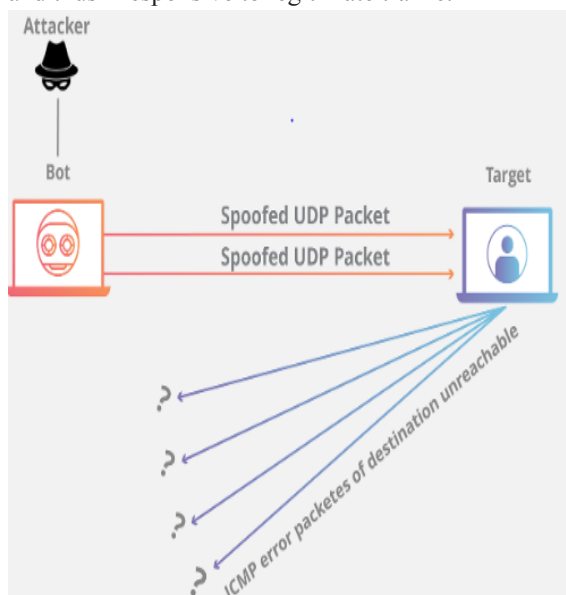 Attacker
Bot
Target
Spoofed UDP Packet
Spoofed UDP Packet
?
?
?
?
ICMP error packetes of destination unreachable